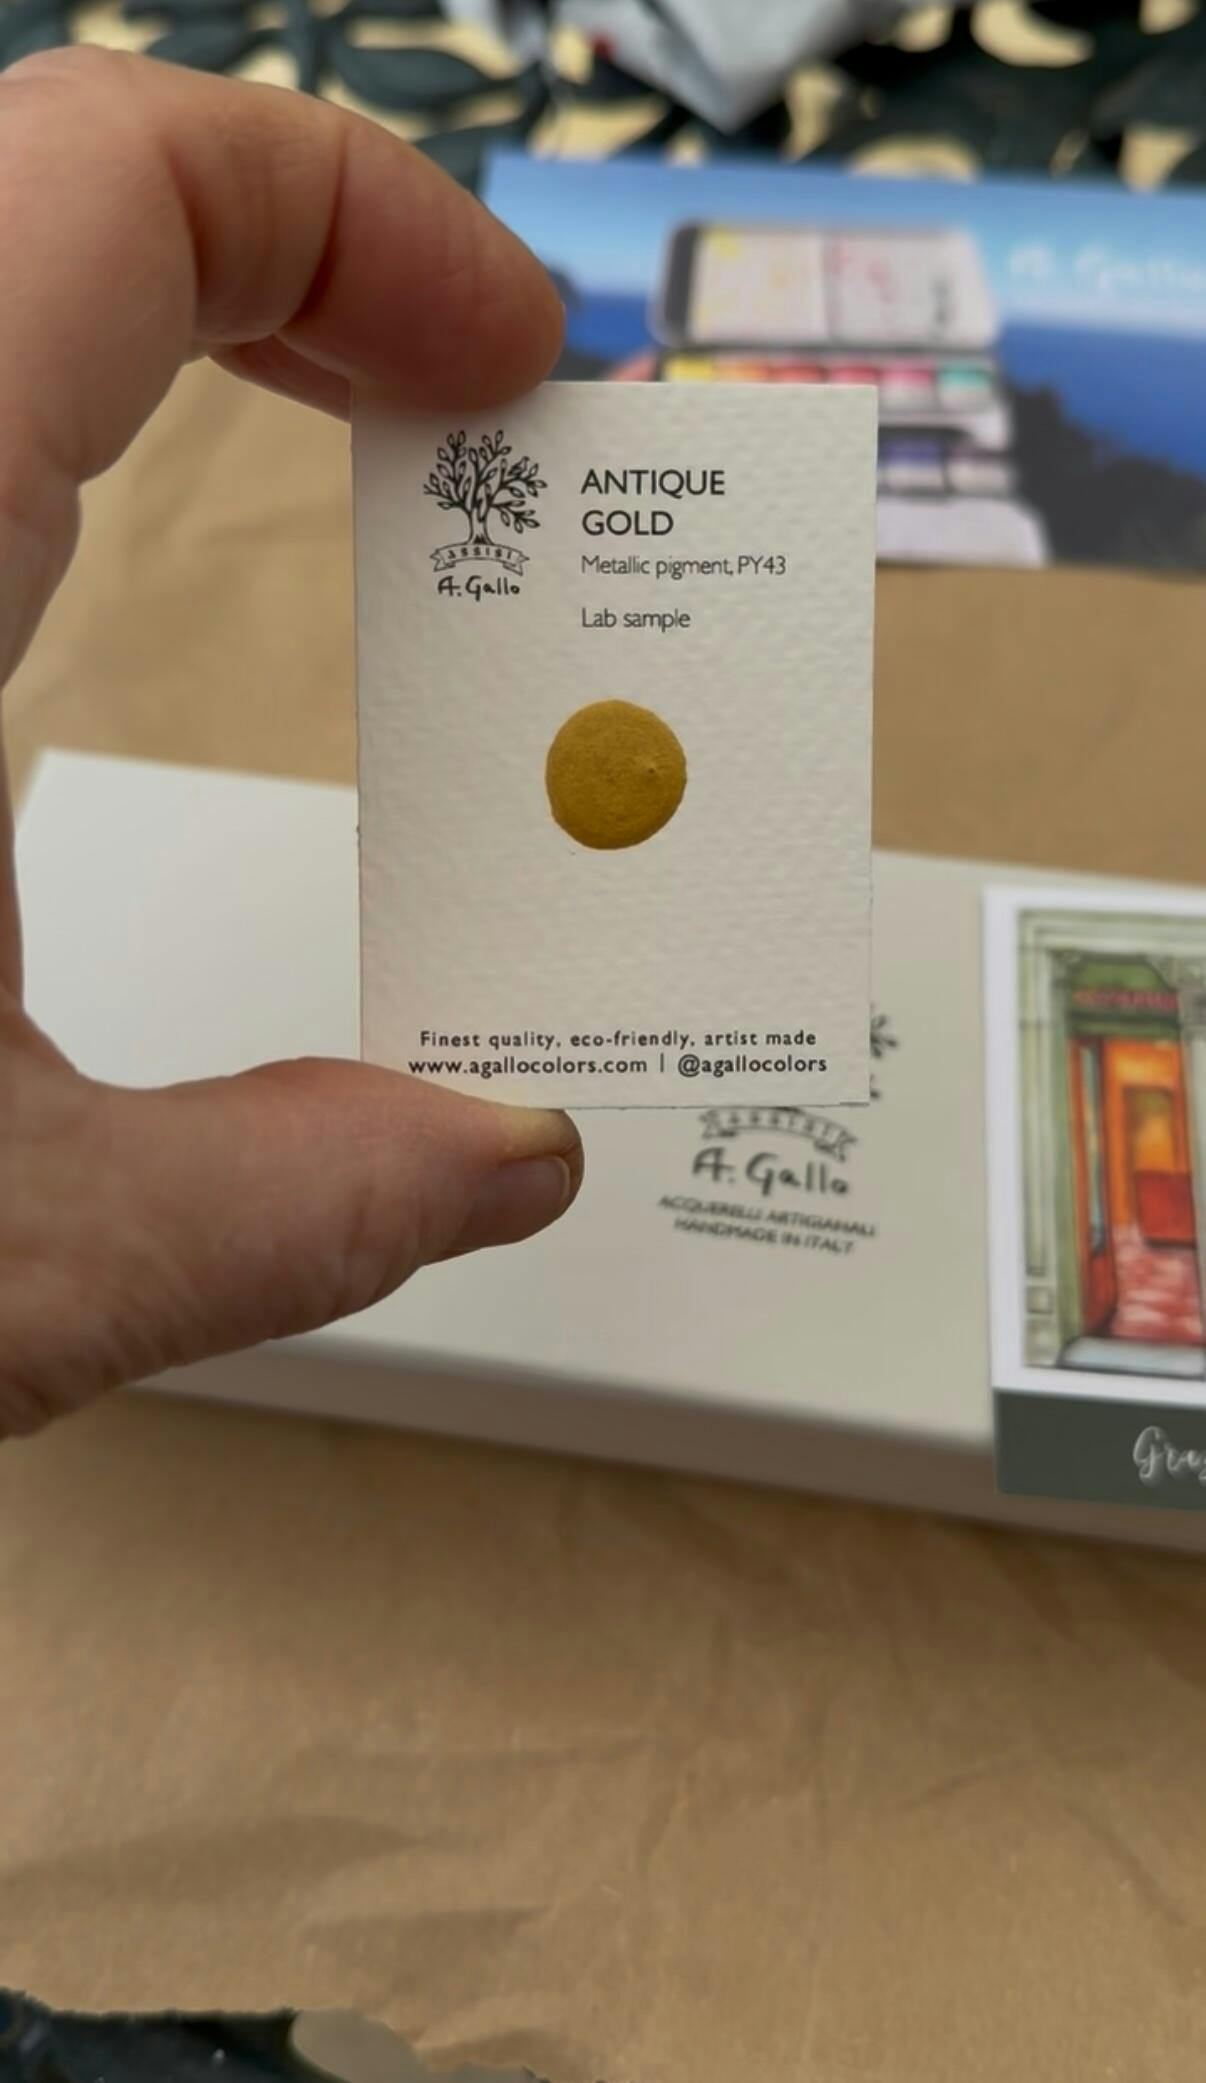 A. Gallo
ASSISI
A. Gallo
ANTIQUE
GOLD
Metallic pigment, PY43
Lab sample
Finest quality, eco-friendly, artist made
www.agallocolors.com | @agallocolors
ASSISI
A. Gallo
ACQUERELLI ARTIGIANALI
HANDMADE IN ITALY